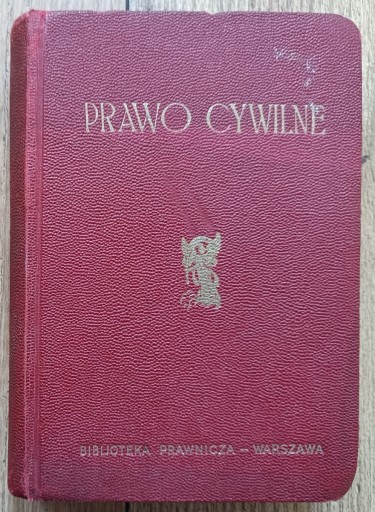 PRAWO CYWILNE
BIBLIOTEKA PRAWNICZA – WARSZAWA